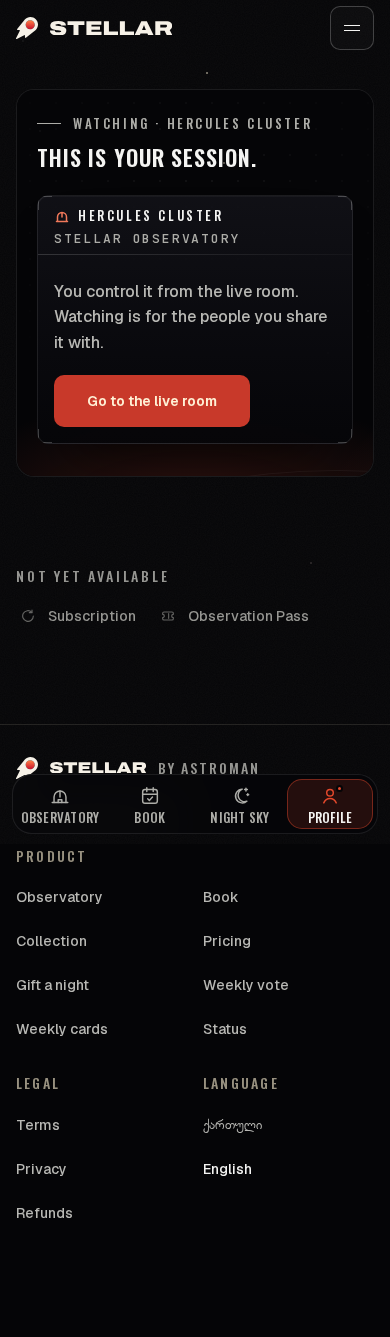 STELLAR
WATCHING · HERCULES CLUSTER
THIS IS YOUR SESSION.
HERCULES CLUSTER
STELLAR OBSERVATORY
You control it from the live room.
Watching is for the people you share
it with.
Go to the live room
NOT YET AVAILABLE
Subscription
Observation Pass
STELLAR BY ASTROMAN
OBSERVATORY
BOOK
NIGHT SKY
PROFILE
PRODUCT
Observatory
Book
Collection
Pricing
Gift a night
Weekly vote
Weekly cards
Status
LEGAL
LANGUAGE
Terms
ქართული
Privacy
English
Refunds